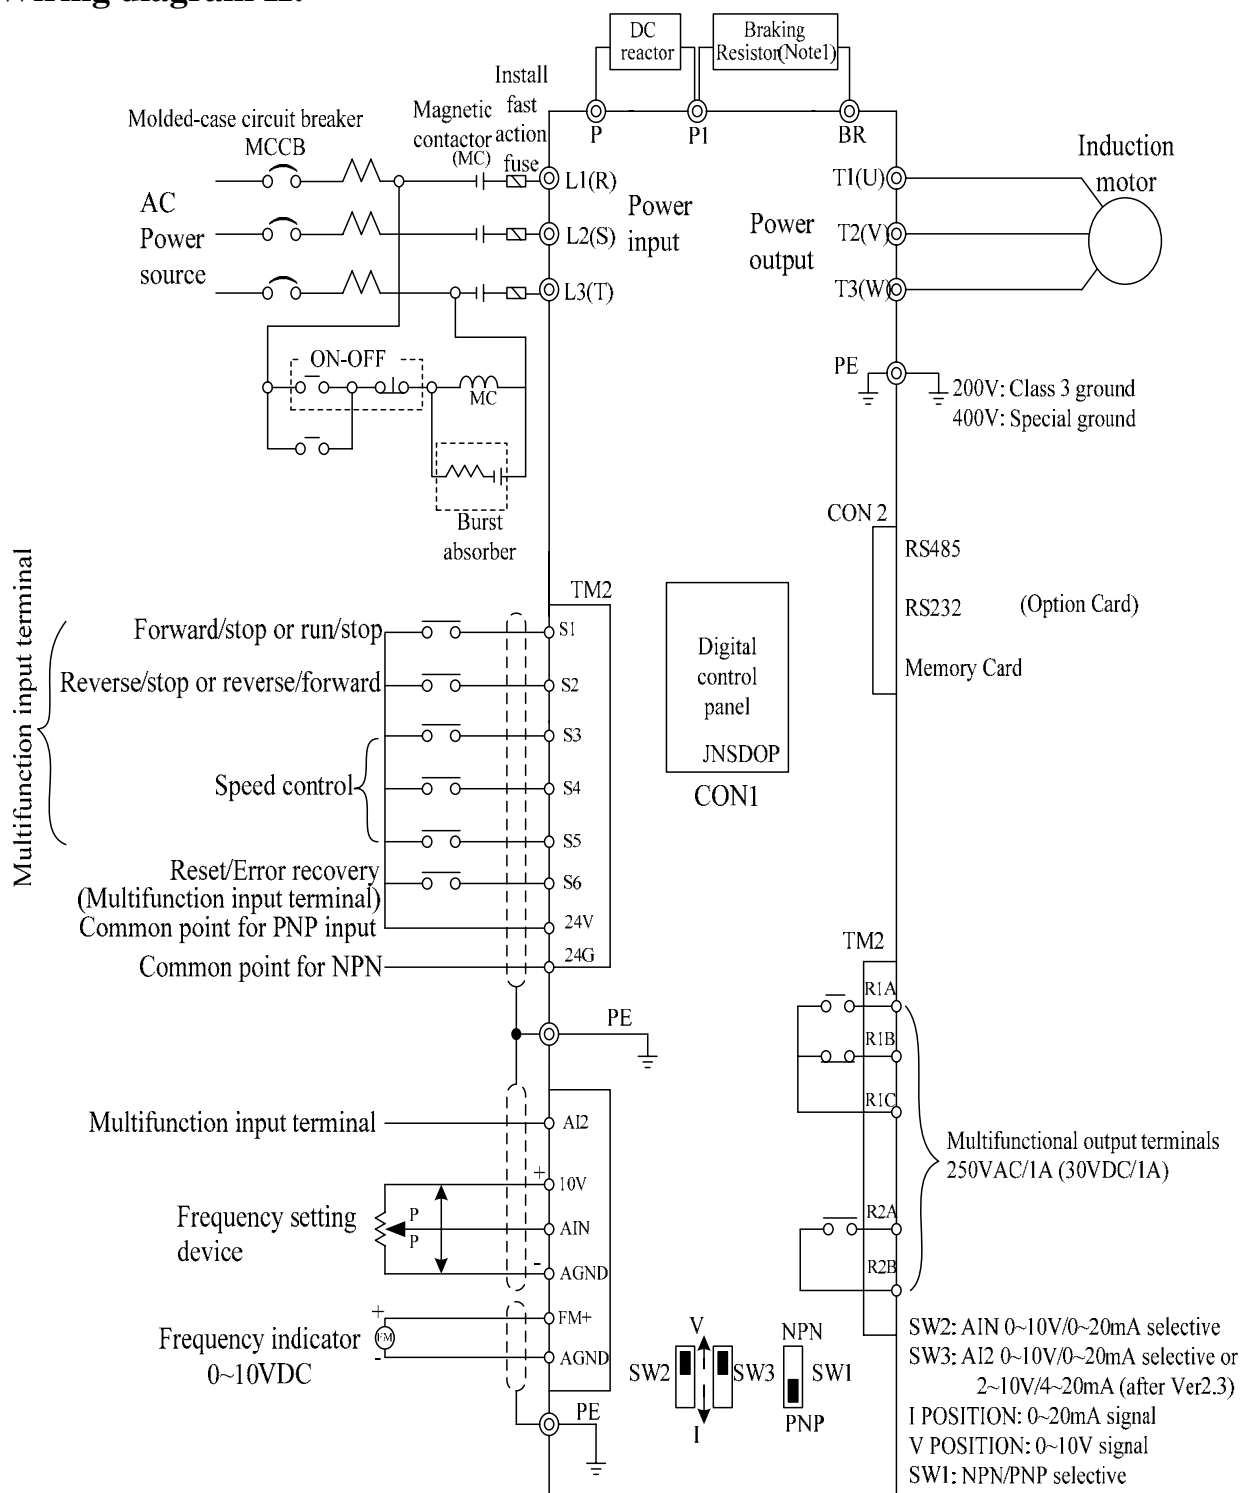 DC
reactor
Braking
Resistor(Note1)
Install
fast
action
fuse
Magnetic
contactor
(MC)
Molded-case circuit breaker
MCCB
P
P1
BR
AC
Power
source
L1(R)
L2(S)
L3(T)
Power
input
Power
output
T1(U)
T2(V)
T3(W)
Induction
motor
ON-OFF
MC
Burst
absorber
PE
200V: Class 3 ground
400V: Special ground
CON 2
RS485
RS232
(Option Card)
Memory Card
Multifunction input terminal
TM2
Forward/stop or run/stop
S1
Reverse/stop or reverse/forward
S2
S3
Speed control
S4
S5
Reset/Error recovery
(Multifunction input terminal)
S6
Common point for PNP input
24V
Common point for NPN
24G
Digital
control
panel
JNSDOP
CON1
PE
TM2
R1A
R1B
R1C
R2A
R2B
Multifunctional output terminals
250VAC/1A (30VDC/1A)
Multifunction input terminal
AI2
+
10V
Frequency setting
device
P
P
AIN
-
AGND
+
FM+
Frequency indicator
0~10VDC
FM
-
AGND
PE
V
SW2
SW3
I
NPN
SW1
PNP
SW2: AIN 0~10V/0~20mA selective
SW3: AI2 0~10V/0~20mA selective or
2~10V/4~20mA (after Ver2.3)
I POSITION: 0~20mA signal
V POSITION: 0~10V signal
SW1: NPN/PNP selective